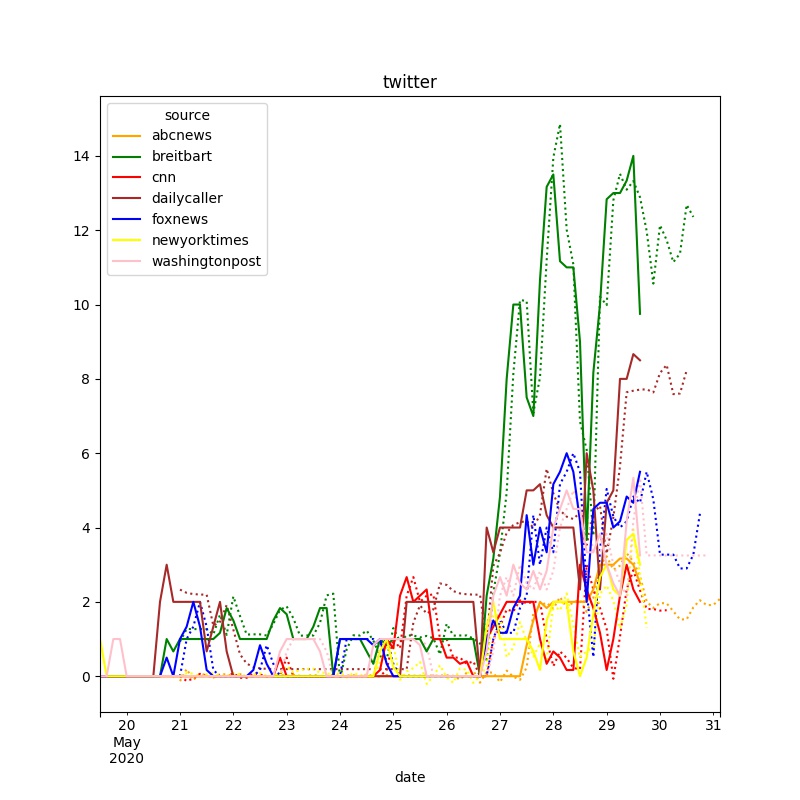 twitter
source
abcnews
breitbart
cnn
dailycaller
foxnews
newyorktimes
washingtonpost
14
12
10
8
6
4
2
0
20 21 22 23 24 25 26 27 28 29 30 31
May
2020
date